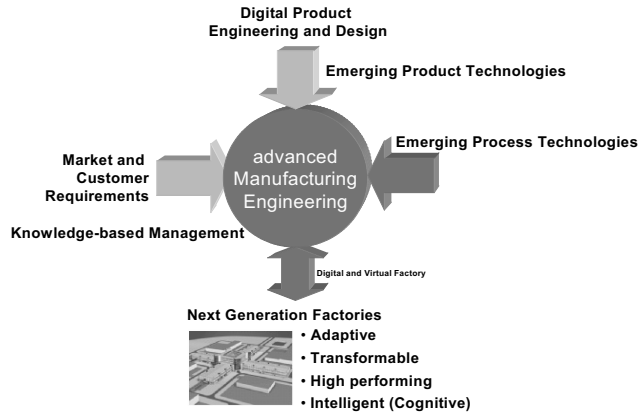 Digital Product
Engineering and Design
Emerging Product Technologies
Emerging Process Technologies
advanced
Manufacturing
Engineering
Market and
Customer
Requirements
Knowledge-based Management
Digital and Virtual Factory
Next Generation Factories
• Adaptive
• Transformable
• High performing
• Intelligent (Cognitive)